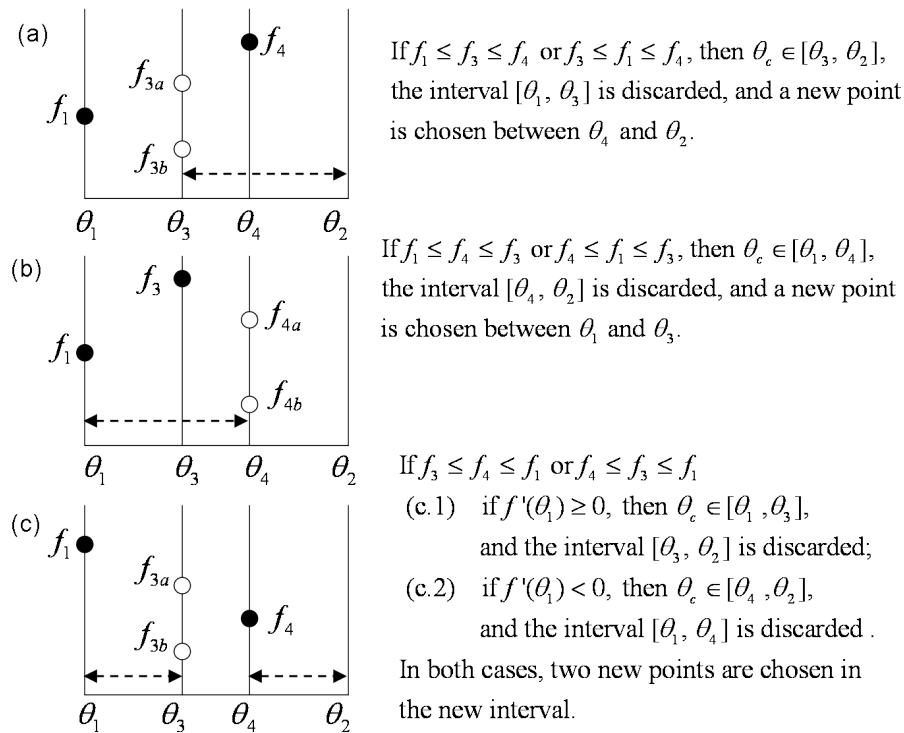 (a)
f₄
f₃ₐ
f₁
f₃b
θ₁ θ₃ θ₄ θ₂
If f₁ ≤ f₃ ≤ f₄ or f₃ ≤ f₁ ≤ f₄, then θ_c ∈ [θ₃, θ₂],
the interval [θ₁, θ₃] is discarded, and a new point
is chosen between θ₄ and θ₂.
(b)
f₃
f₄ₐ
f₁
f₄b
θ₁ θ₃ θ₄ θ₂
If f₁ ≤ f₄ ≤ f₃ or f₄ ≤ f₁ ≤ f₃, then θ_c ∈ [θ₁, θ₄],
the interval [θ₄, θ₂] is discarded, and a new point
is chosen between θ₁ and θ₃.
(c)
f₁
f₃ₐ
f₄
f₃b
θ₁ θ₃ θ₄ θ₂
If f₃ ≤ f₄ ≤ f₁ or f₄ ≤ f₃ ≤ f₁
(c.1) if f'(θ₁) ≥ 0, then θ_c ∈ [θ₁ ,θ₃],
and the interval [θ₃, θ₂] is discarded;
(c.2) if f'(θ₁) < 0, then θ_c ∈ [θ₄ ,θ₂],
and the interval [θ₁, θ₄] is discarded .
In both cases, two new points are chosen in
the new interval.